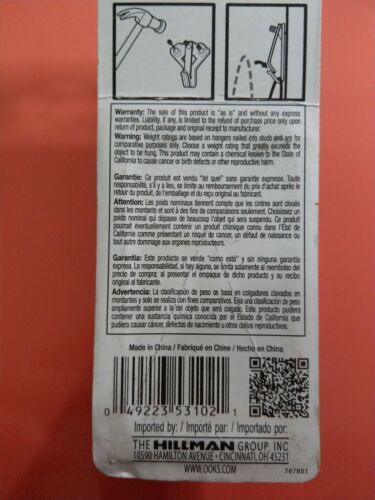 Warranty: The sale of this product is "as is" and without any express
warranties. Liability, if any, is limited to the refund of purchase price only upon
return of product, package and original receipt to manufacturer.
Warning: Weight ratings are based on hangers nailed into studs and are for
comparative purposes only. Choose a weight rating that greatly exceeds the
object to be hung. This product may contain a chemical known to the State of
California to cause cancer or birth defects or other reproductive harm.
Garantie: Ce produit est vendu "tel quel" sans garantie expresse. Toute
responsabilité, s'il y a lieu, se limite au remboursement du prix d'achat après le
retour du produit, de l'emballage et du reçu original au fabricant.
Attention: Les poids nominaux tiennent compte que les cintres sont cloués
dans les montants et sont à des fins de comparaisons seulement. Choisissez un
poids nominal qui dépasse de beaucoup l'objet qui sera suspendu. Ce produit
pourrait éventuellement contenir un produit chimique connu dans l'État de
Californie comme présentant un risque de cancer, un défaut de naissance ou
tout autre dommage aux organes reproducteurs.
Garantía: Este producto se vende "como está" y sin ninguna garantía
expresa. La responsabilidad, si hay alguna, se limita solamente al reembolso del
precio de compra, al presentar el empaque de dicho producto y su recibo
original al fabricante.
Advertencia: La clasificación de peso se basa en colgadores clavados en
montantes y solo se realiza con fines comparativos. Elija una clasificación de peso
ampliamente superior a la del objeto que será colgado. Este producto pudiera
contener una sustancia química conocida por el Estado de California que
pudiera causar cáncer, defectos de nacimiento u otros daños reproductivos.
Made in China / Fabriqué en Chine / Hecho en China
0 49223 53102 1
Imported by: / Importé par: / Importado por:
THE HILLMAN GROUP, INC
10590 HAMILTON AVENUE • CINCINNATI, OH 45231
WWW.OOKS.COM
767851